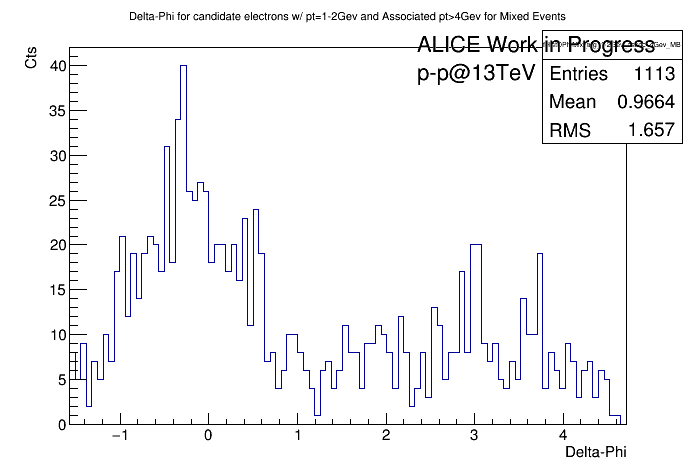 Delta-Phi for candidate electrons w/ pt=1-2Gev and Associated pt>4Gev for Mixed Events
Cts
ALICE Work in Progress
p-p@13TeV
Entries 1113
Mean 0.9664
RMS 1.657
40
35
30
25
20
15
10
5
0
−1 0 1 2 3 4
Delta-Phi